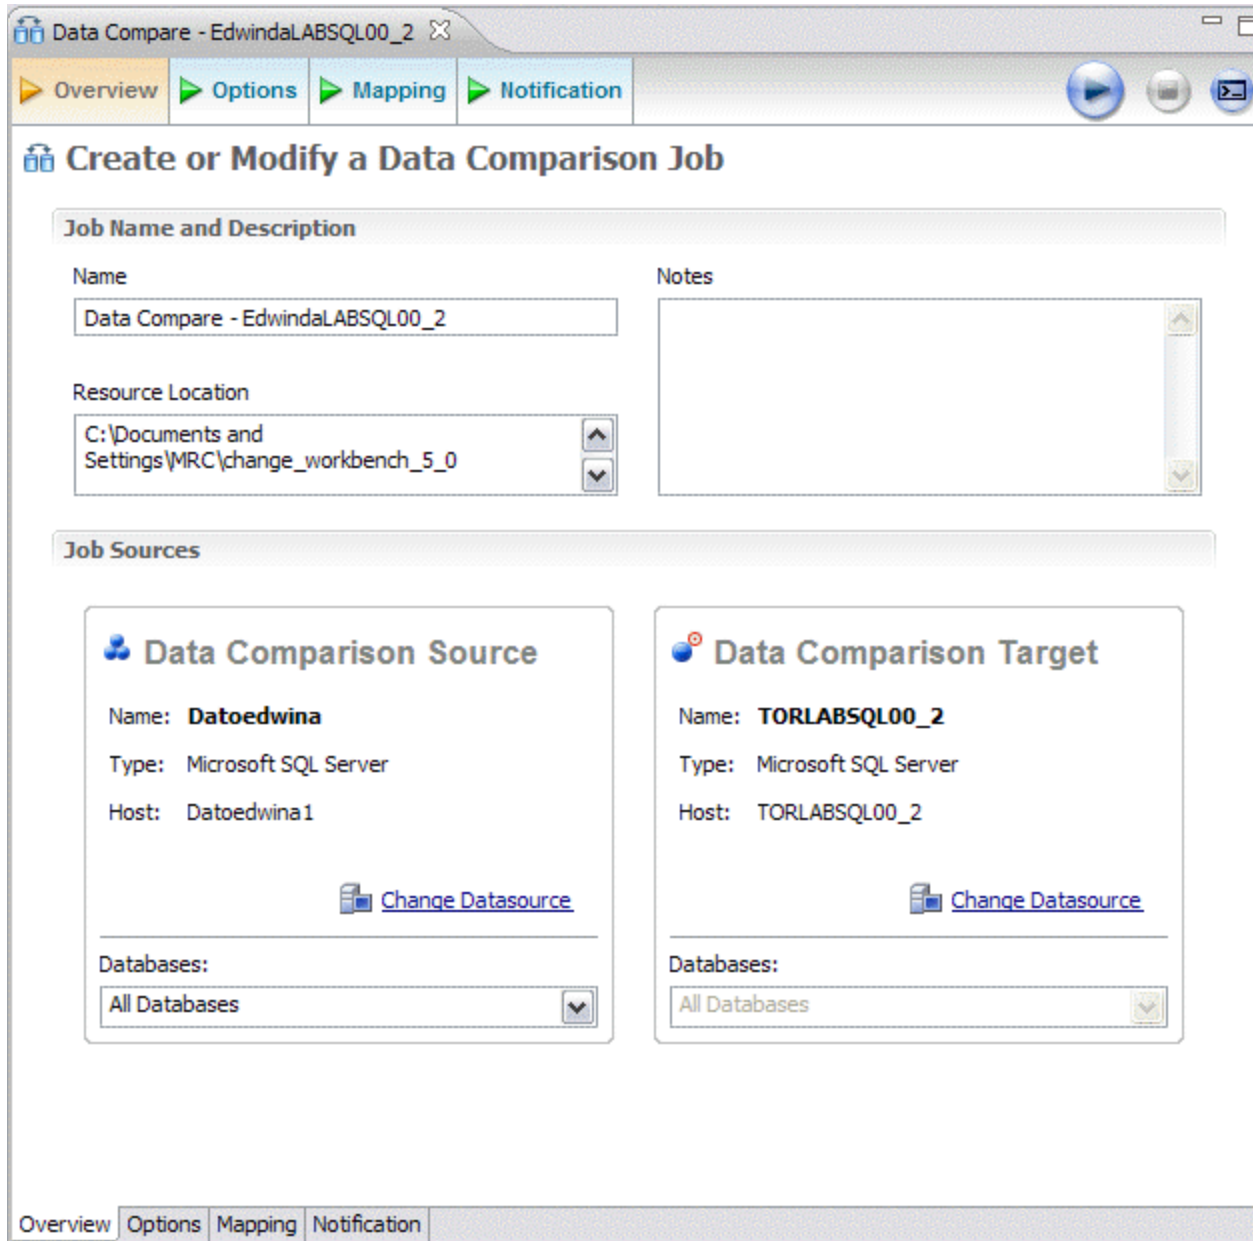 Data Compare - EdwindaLABSQL00_2
Overview Options Mapping Notification
Create or Modify a Data Comparison Job
Job Name and Description
Name
Data Compare - EdwindaLABSQL00_2
Notes
Resource Location
C:\Documents and
Settings\MRC\change_workbench_5_0
Job Sources
Data Comparison Source
Name: Datoedwina
Type: Microsoft SQL Server
Host: Datoedwina1
Change Datasource
Databases:
All Databases
Data Comparison Target
Name: TORLABSQL00_2
Type: Microsoft SQL Server
Host: TORLABSQL00_2
Change Datasource
Databases:
All Databases
Overview Options Mapping Notification